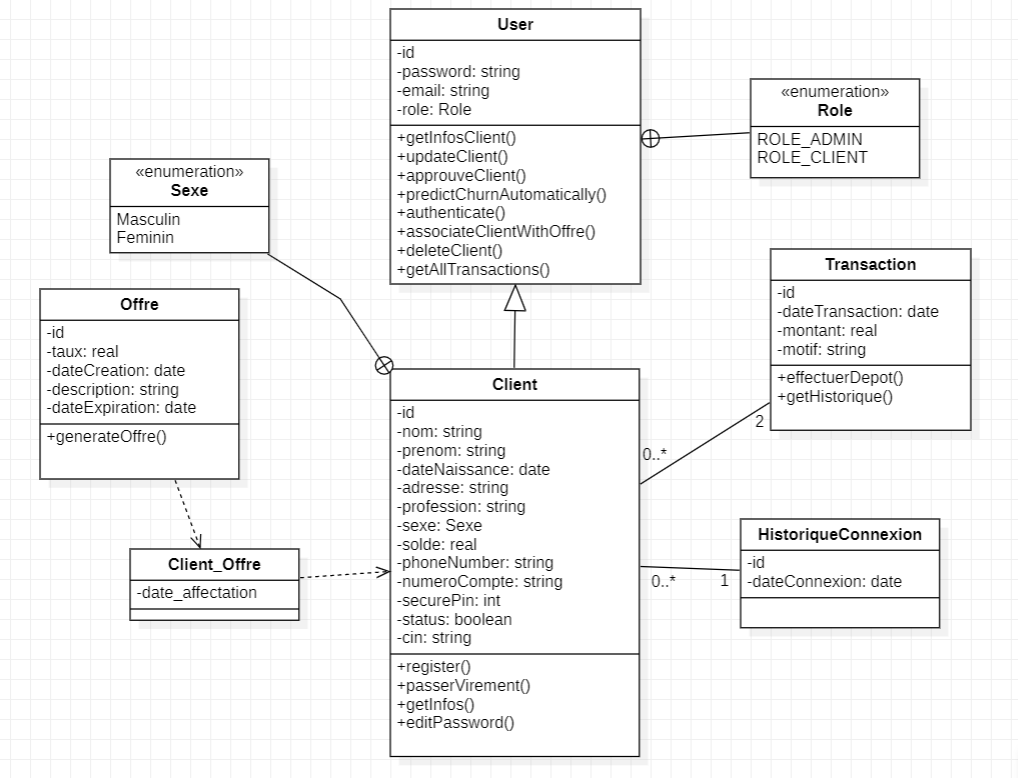 User
-id
-password: string
-email: string
-role: Role
+getInfosClient()
+updateClient()
+approuveClient()
+predictChurnAutomatically()
+authenticate()
+associateClientWithOffre()
+deleteClient()
+getAllTransactions()
«enumeration»
Role
ROLE_ADMIN
ROLE_CLIENT
«enumeration»
Sexe
Masculin
Feminin
Offre
-id
-taux: real
-dateCreation: date
-description: string
-dateExpiration: date
+generateOffre()
Transaction
-id
-dateTransaction: date
-montant: real
-motif: string
+effectuerDepot()
+getHistorique()
2
0..*
Client
-id
-nom: string
-prenom: string
-dateNaissance: date
-adresse: string
-profession: string
-sexe: Sexe
-solde: real
-phoneNumber: string
-numeroCompte: string
-securePin: int
-status: boolean
-cin: string
+register()
+passerVirement()
+getInfos()
+editPassword()
Client_Offre
-date_affectation
HistoriqueConnexion
-id
-dateConnexion: date
0..*
1